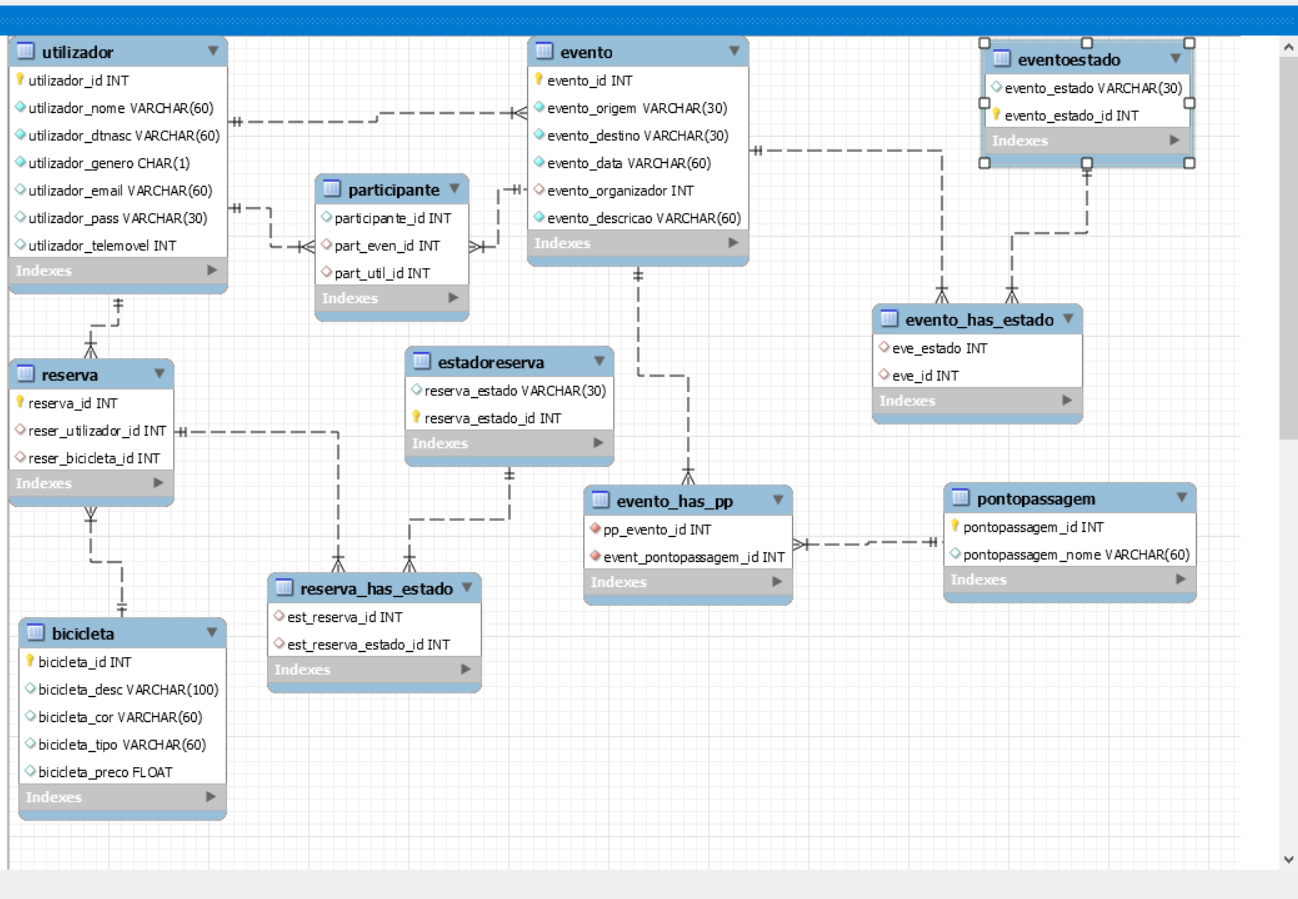 utilizador
utilizador_id INT
utilizador_nome VARCHAR(60)
utilizador_dtnasc VARCHAR(60)
utilizador_genero CHAR(1)
utilizador_email VARCHAR(60)
utilizador_pass VARCHAR(30)
utilizador_telemovel INT
Indexes
evento
evento_id INT
evento_origem VARCHAR(30)
evento_destino VARCHAR(30)
evento_data VARCHAR(60)
evento_organizador INT
evento_descricao VARCHAR(60)
Indexes
eventoestado
evento_estado VARCHAR(30)
evento_estado_id INT
Indexes
participante
participante_id INT
part_even_id INT
part_util_id INT
Indexes
evento_has_estado
eve_estado INT
eve_id INT
Indexes
reserva
reserva_id INT
reser_utilizador_id INT
reser_bicicleta_id INT
Indexes
estadoreserva
reserva_estado VARCHAR(30)
reserva_estado_id INT
Indexes
evento_has_pp
pp_evento_id INT
event_pontopassagem_id INT
Indexes
pontopassagem
pontopassagem_id INT
pontopassagem_nome VARCHAR(60)
Indexes
reserva_has_estado
est_reserva_id INT
est_reserva_estado_id INT
Indexes
bicicleta
bicicleta_id INT
bicicleta_desc VARCHAR(100)
bicicleta_cor VARCHAR(60)
bicicleta_tipo VARCHAR(60)
bicicleta_preco FLOAT
Indexes